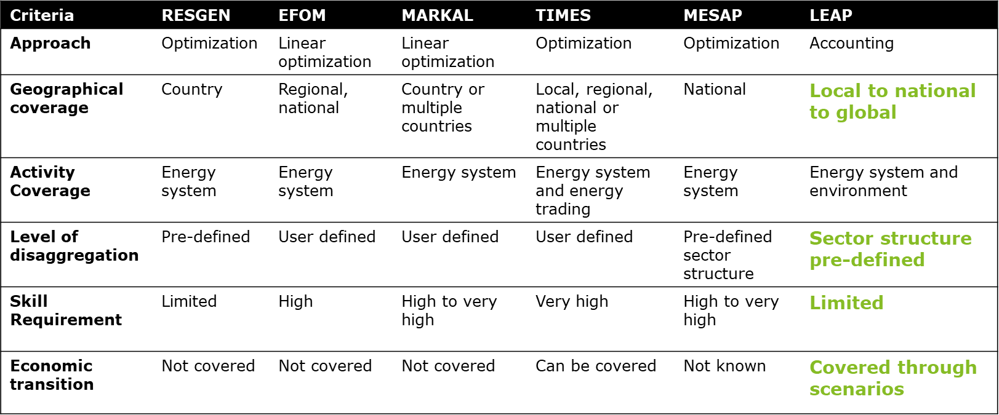 Criteria RESGEN EFOM MARKAL TIMES MESAP LEAP
Approach Optimization Linear Linear Optimization Optimization Accounting
optimization optimization
Geographical Country Regional, Country or Local, regional, National Local to national
coverage national multiple national or to global
countries multiple
countries
Activity Energy Energy Energy system Energy system Energy Energy system and
Coverage system system and energy system environment
trading
Level of Pre-defined User defined User defined User defined Pre-defined Sector structure
disaggregation sector pre-defined
structure
Skill Limited High High to very Very high High to very Limited
Requirement high high
Economic Not covered Not covered Not covered Can be covered Not known Covered through
transition scenarios